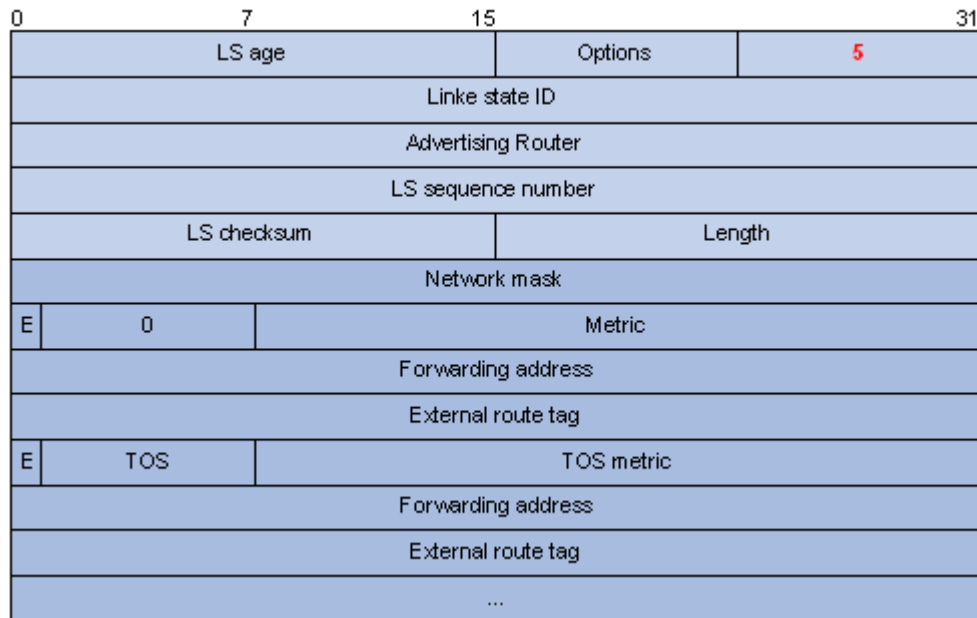 0 7 15 31
LS age Options 5
Linke state ID
Advertising Router
LS sequence number
LS checksum Length
Network mask
E 0 Metric
Forwarding address
External route tag
E TOS TOS metric
Forwarding address
External route tag
...